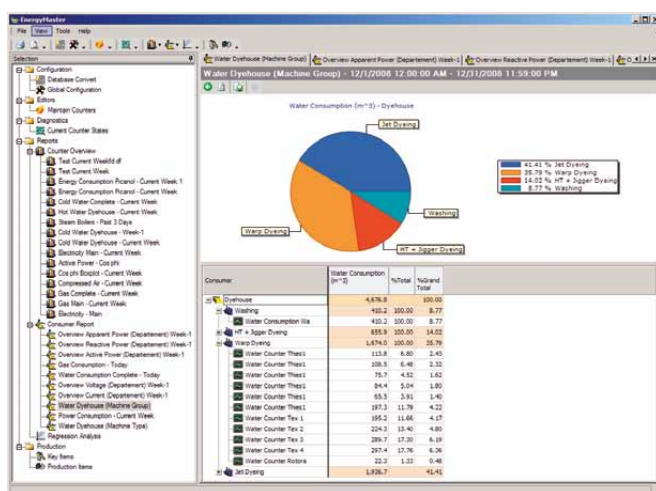 EnergyMaster
File View Tools Help
Selection
Configuration
Database Convert
Global Configuration
Editors
Maintain Counters
Diagnostics
Current Counter States
Reports
Counter Overview
Test Current Weekfd df
Test Current Week
Energy Consumption Picanol - Current Week 1
Energy Consumption Picanol - Current Week
Cold Water Complete - Current Week
Hot Water Dyehouse - Current Week
Steam Boilers - Past 3 Days
Cold Water Dyehouse - Week-1
Cold Water Dyehouse - Current Week
Electricity Main - Current Week
Active Power - Cos phi
Cos phi Boxplot - Current Week
Compressed Air - Current Week
Gas Complete - Current Week
Gas Main - Current Week
Electricity - Main
Consumer Report
Overview Apparent Power (Departement) Week-1
Overview Reactive Power (Departement) Week-1
Overview Active Power (Departement) Week-1
Gas Consumption - Today
Water Consumption Complete - Today
Overview Voltage (Departement) Week-1
Overview Current (Departement) Week-1
Water Dyehouse (Machine Group)
Power Consumption - Current Week
Water Dyehouse (Machine Type)
Regression Analysis
Production
Key Items
Production Items
Water Dyehouse (Machine Group) Overview Apparent Power (Departement) Week-1 Overview Reactive Power (Departement) Week-1
Water Dyehouse (Machine Group) - 12/1/2008 12:00:00 AM - 12/31/2008 11:59:00 PM
Water Consumption (m^3) - Dyehouse
Jet Dyeing
Washing
Warp Dyeing
HT + Jigger Dyeing
41.41 % Jet Dyeing
35.79 % Warp Dyeing
14.02 % HT + Jigger Dyeing
8.77 % Washing
Consumer Water Consumption (m^3) %Total %Grand Total
Dyehouse 4,676.8 100.00
Washing 410.2 100.00 8.77
Water Consumption Wa 410.2 100.00 8.77
HT + Jigger Dyeing 655.9 100.00 14.02
Warp Dyeing 1,674.0 100.00 35.79
Water Counter Thies1 113.8 6.80 2.43
Water Counter Thies1 108.5 6.48 2.32
Water Counter Thies1 75.7 4.52 1.62
Water Counter Thies1 84.4 5.04 1.80
Water Counter Thies1 65.5 3.91 1.40
Water Counter Thies1 197.3 11.79 4.22
Water Counter Tex 1 195.2 11.66 4.17
Water Counter Tex 2 224.3 13.40 4.80
Water Counter Tex 3 289.7 17.30 6.19
Water Counter Tex 4 297.4 17.76 6.36
Water Counter Rotora 22.3 1.33 0.48
Jet Dyeing 1,936.7 41.41